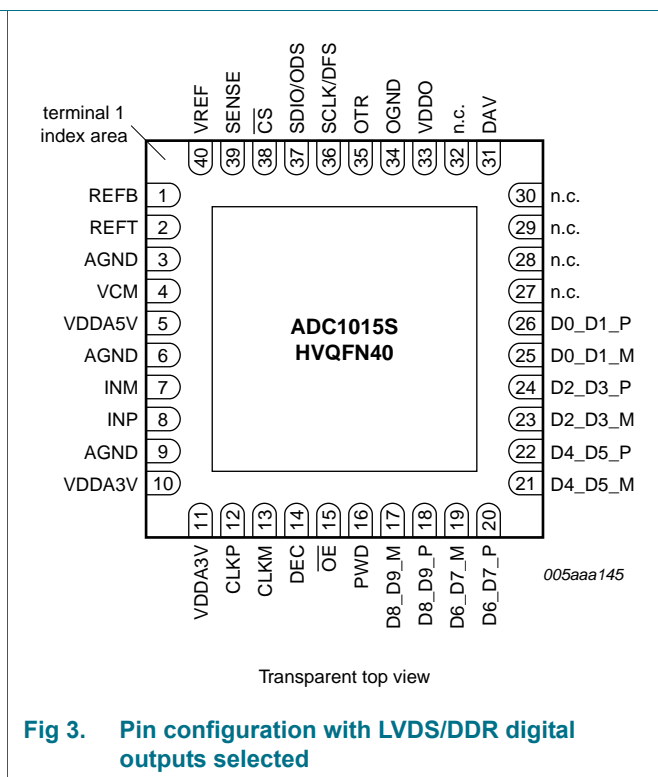 terminal 1
index area
VREF
SENSE
CS
SDIO/ODS
SCLK/DFS
OTR
OGND
VDDO
n.c.
DAV
40
39
38
37
36
35
34
33
32
31
REFB 1
REFT 2
AGND 3
VCM 4
VDDA5V 5
AGND 6
INM 7
INP 8
AGND 9
VDDA3V 10
30 n.c.
29 n.c.
28 n.c.
27 n.c.
26 D0_D1_P
25 D0_D1_M
24 D2_D3_P
23 D2_D3_M
22 D4_D5_P
21 D4_D5_M
ADC1015S
HVQFN40
11
12
13
14
15
16
17
18
19
20
VDDA3V
CLKP
CLKM
DEC
OE
PWD
D8_D9_M
D8_D9_P
D6_D7_M
D6_D7_P
005aaa145
Transparent top view
Fig 3. Pin configuration with LVDS/DDR digital
outputs selected